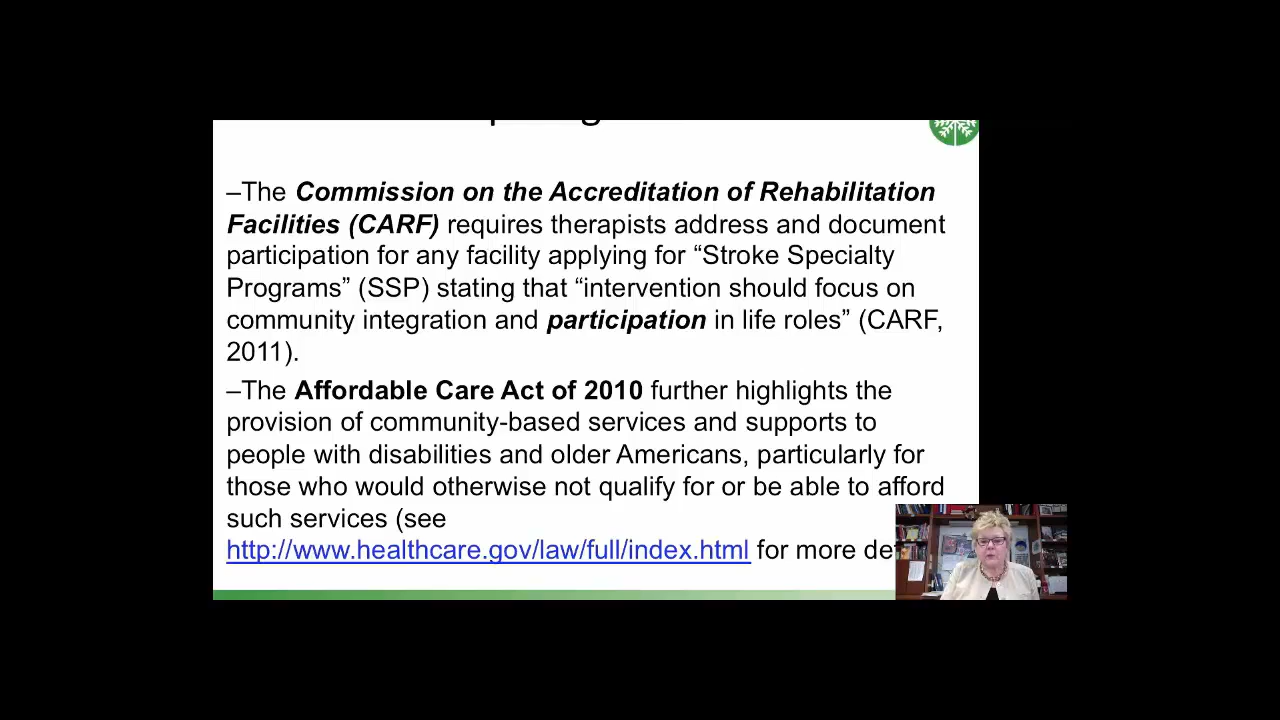 –The Commission on the Accreditation of Rehabilitation
Facilities (CARF) requires therapists address and document
participation for any facility applying for “Stroke Specialty
Programs” (SSP) stating that “intervention should focus on
community integration and participation in life roles” (CARF,
2011).
–The Affordable Care Act of 2010 further highlights the
provision of community-based services and supports to
people with disabilities and older Americans, particularly for
those who would otherwise not qualify for or be able to afford
such services (see
http://www.healthcare.gov/law/full/index.html for more